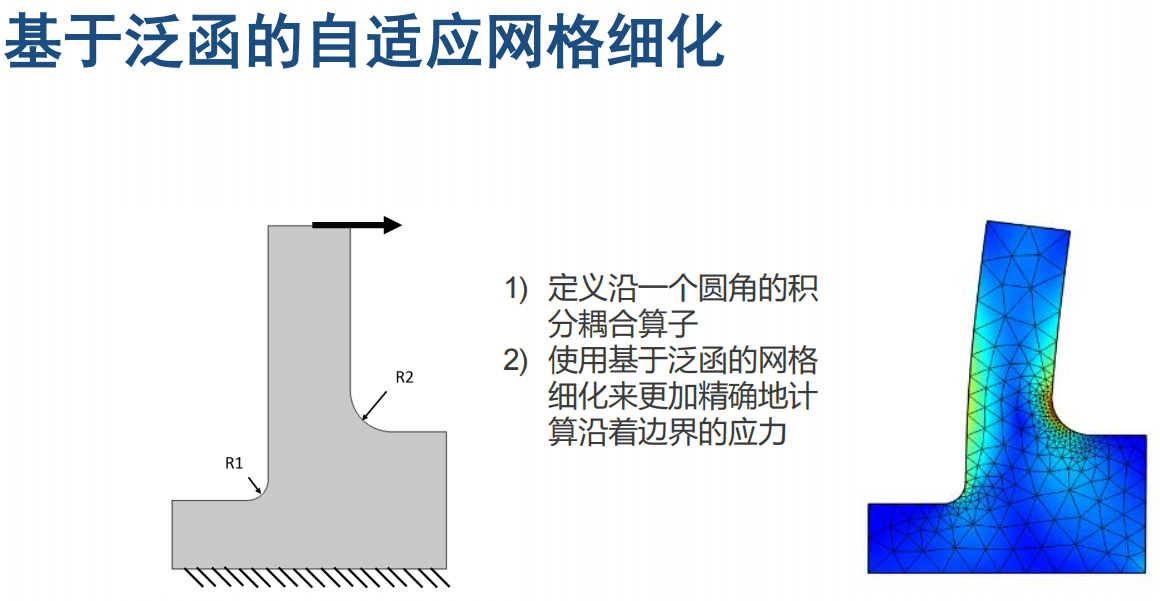 基于泛函的自适应网格细化
1) 定义沿一个圆角的积
分耦合算子
2) 使用基于泛函的网格
细化来更加精确地计
算沿着边界的应力
R2
R1